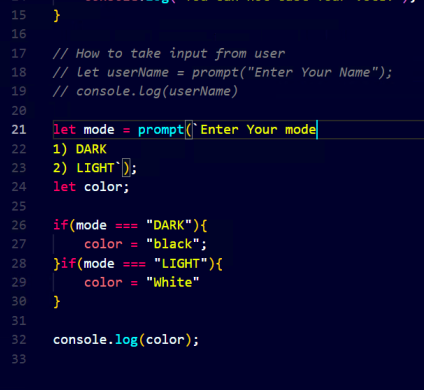 15 }
16
17 // How to take input from user
18 // let userName = prompt("Enter Your Name");
19 // console.log(userName)
20
21 let mode = prompt(`Enter Your mode
22 1) DARK
23 2) LIGHT`);
24 let color;
25
26 if(mode === "DARK"){
27     color = "black";
28 }if(mode === "LIGHT"){
29     color = "White"
30 }
31
32 console.log(color);
33